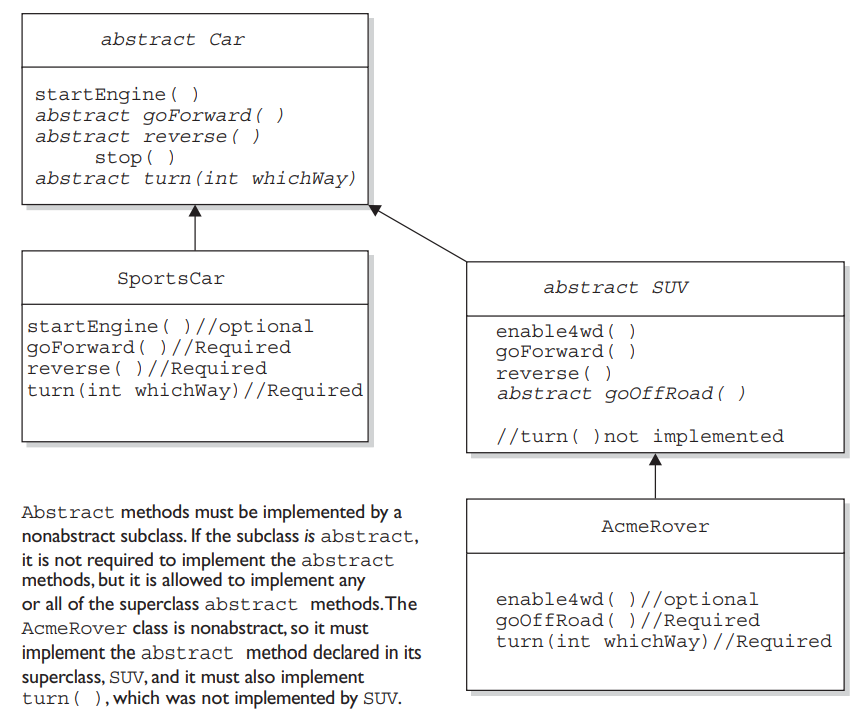 abstract Car
startEngine( )
abstract goForward( )
abstract reverse( )
stop( )
abstract turn(int whichWay)
SportsCar
startEngine( )//optional
goForward( )//Required
reverse( )//Required
turn(int whichWay)//Required
abstract SUV
enable4wd( )
goForward( )
reverse( )
abstract goOffRoad( )
//turn( )not implemented
AcmeRover
enable4wd( )//optional
goOffRoad( )//Required
turn(int whichWay)//Required
Abstract methods must be implemented by a
nonabstract subclass. If the subclass is abstract,
it is not required to implement the abstract
methods, but it is allowed to implement any
or all of the superclass abstract methods. The
AcmeRover class is nonabstract, so it must
implement the abstract method declared in its
superclass, SUV, and it must also implement
turn( ), which was not implemented by SUV.